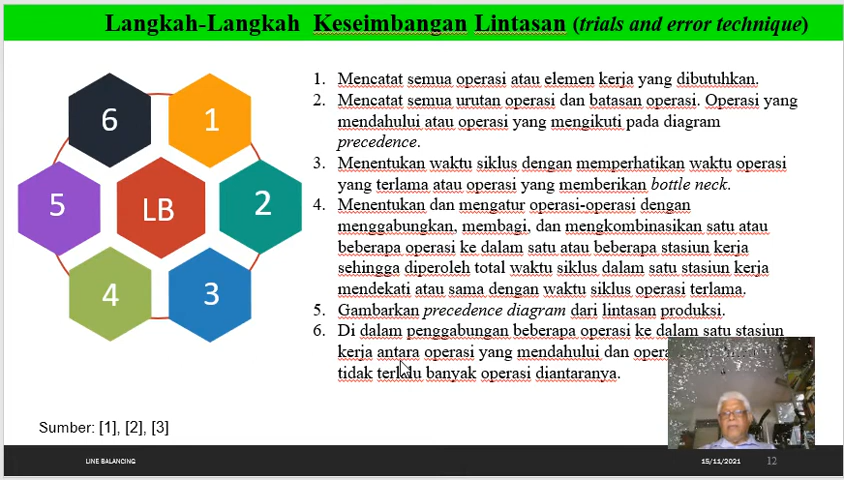 Langkah-Langkah Keseimbangan Lintasan (trials and error technique)
6
1
5
LB
2
4
3
1. Mencatat semua operasi atau elemen kerja yang dibutuhkan.
2. Mencatat semua urutan operasi dan batasan operasi. Operasi yang
mendahului atau operasi yang mengikuti pada diagram
precedence.
3. Menentukan waktu siklus dengan memperhatikan waktu operasi
yang terlama atau operasi yang memberikan bottle neck.
4. Menentukan dan mengatur operasi-operasi dengan
menggabungkan, membagi, dan mengkombinasikan satu atau
beberapa operasi ke dalam satu atau beberapa stasiun kerja
sehingga diperoleh total waktu siklus dalam satu stasiun kerja
mendekati atau sama dengan waktu siklus operasi terlama.
5. Gambarkan precedence diagram dari lintasan produksi.
6. Di dalam penggabungan beberapa operasi ke dalam satu stasiun
kerja antara operasi yang mendahului dan
tidak terlalu banyak operasi diantaranya.
Sumber: [1], [2], [3]
LINE BALANCING
15/11/2021
12